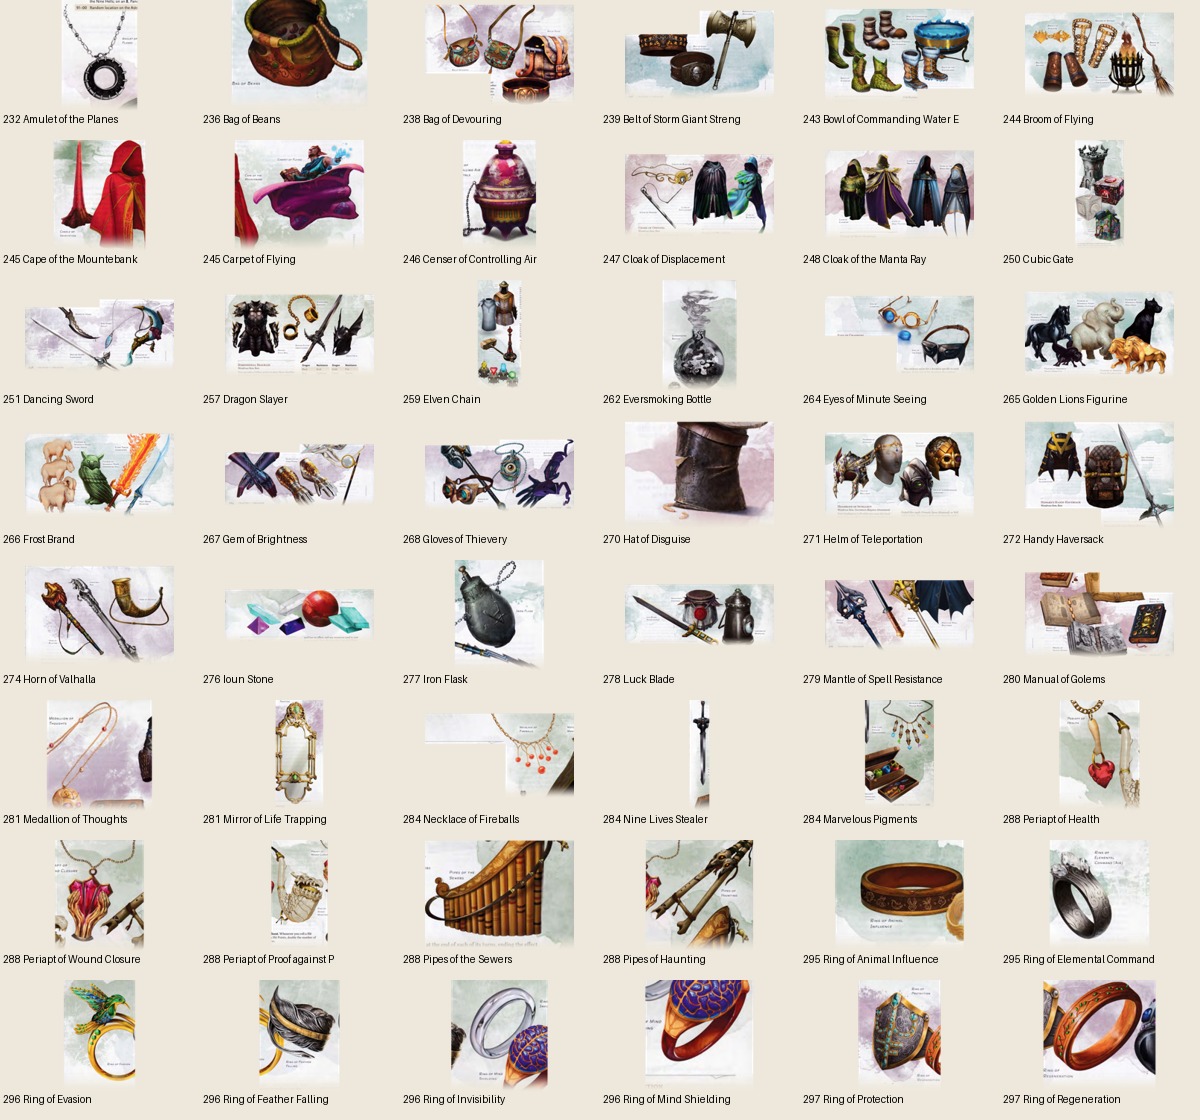 232 Amulet of the Planes
236 Bag of Beans
238 Bag of Devouring
239 Belt of Storm Giant Streng
243 Bowl of Commanding Water E
244 Broom of Flying
245 Cape of the Mountebank
245 Carpet of Flying
246 Censer of Controlling Air
247 Cloak of Displacement
248 Cloak of the Manta Ray
250 Cubic Gate
251 Dancing Sword
257 Dragon Slayer
259 Elven Chain
262 Eversmoking Bottle
264 Eyes of Minute Seeing
265 Golden Lions Figurine
266 Frost Brand
267 Gem of Brightness
268 Gloves of Thievery
270 Hat of Disguise
271 Helm of Teleportation
272 Handy Haversack
274 Horn of Valhalla
276 Ioun Stone
277 Iron Flask
278 Luck Blade
279 Mantle of Spell Resistance
280 Manual of Golems
281 Medallion of Thoughts
281 Mirror of Life Trapping
284 Necklace of Fireballs
284 Nine Lives Stealer
284 Marvelous Pigments
288 Periapt of Health
288 Periapt of Wound Closure
288 Periapt of Proof against P
288 Pipes of the Sewers
288 Pipes of Haunting
295 Ring of Animal Influence
295 Ring of Elemental Command
296 Ring of Evasion
296 Ring of Feather Falling
296 Ring of Invisibility
296 Ring of Mind Shielding
297 Ring of Protection
297 Ring of Regeneration